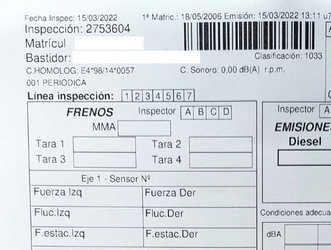 Fecha Inspec: 15/03/2022 1ª Matric.: 18/05/2006 Emisión: 15/03/2022 13:11
Inspección: 2753604
Matricul
Bastidor:
Clasificación: 1033
C.HOMOLOG: E4*98/14*0057 C. Sonoro: 0,00 dB(A) r.p.m.
001 PERIODICA
Línea inspección: 1 2 3 4 5 6 7
FRENOS Inspector A B C D
MMA
Tara 1 Tara 2
Tara 3 Tara 4
Eje 1 - Sensor Nº
Fuerza Izq Fuerza Der
Fluc.Izq Fluc.Der
F.estac.Izq F.estac.Der
Inspector A
EMISIONE
Diesel
Condiciones adecua
dBA